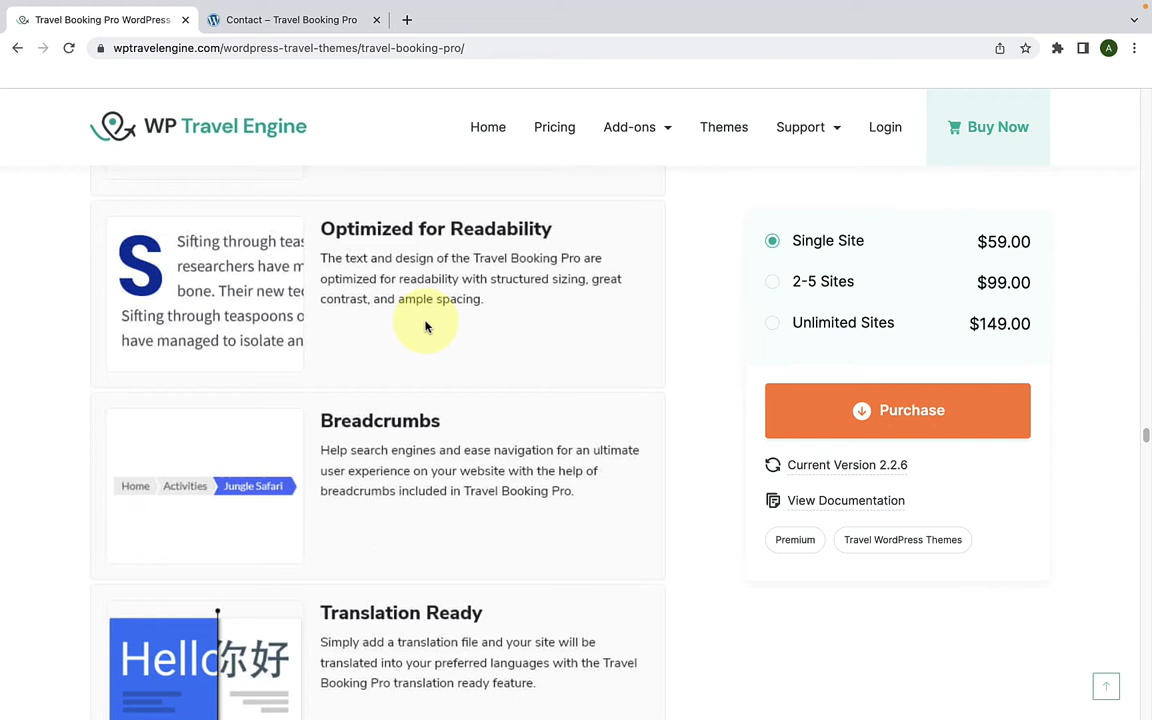 Travel Booking Pro WordPress
Contact – Travel Booking Pro
wptravelengine.com/wordpress-travel-themes/travel-booking-pro/
A
WP Travel Engine
Home
Pricing
Add-ons
Themes
Support
Login
Buy Now
S
Sifting through teas
researchers have m
bone. Their new tec
Sifting through teaspoons o
have managed to isolate an
Optimized for Readability
The text and design of the Travel Booking Pro are
optimized for readability with structured sizing, great
contrast, and ample spacing.
Home Activities Jungle Safari
Breadcrumbs
Help search engines and ease navigation for an ultimate
user experience on your website with the help of
breadcrumbs included in Travel Booking Pro.
Hello 你好
Translation Ready
Simply add a translation file and your site will be
translated into your preferred languages with the Travel
Booking Pro translation ready feature.
Single Site $59.00
2-5 Sites $99.00
Unlimited Sites $149.00
Purchase
Current Version 2.2.6
View Documentation
Premium
Travel WordPress Themes